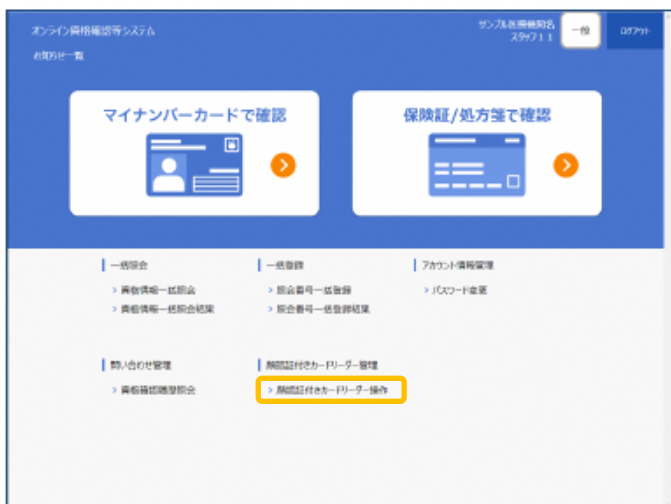 オンライン資格確認等システム
サンプル医療機関名
スタッフ11
一般
ログアウト
お知らせ一覧
マイナンバーカードで確認
保険証/処方箋で確認
一括照会
資格情報一括照会
資格情報一括照会結果
一括登録
照会番号一括登録
照会番号一括登録結果
アカウント情報管理
パスワード変更
問い合わせ管理
資格確認履歴照会
顔認証付きカードリーダー管理
顔認証付きカードリーダー操作